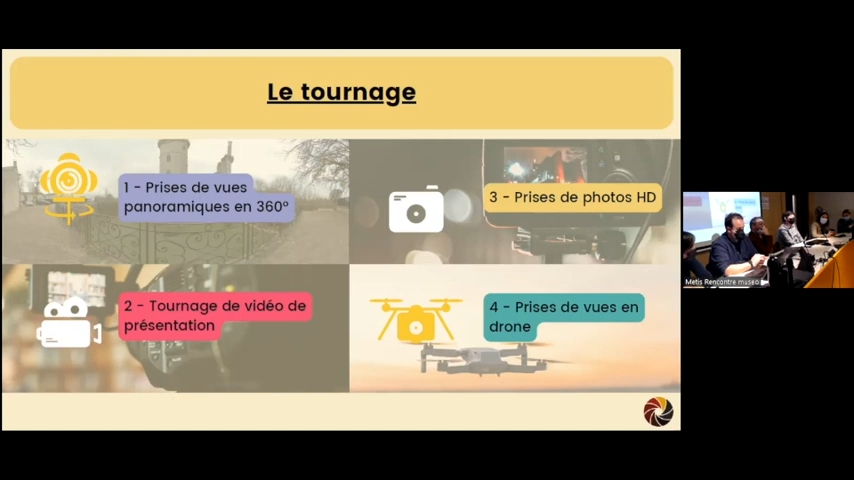 Le tournage
1 - Prises de vues
panoramiques en 360°
3 - Prises de photos HD
2 - Tournage de vidéo de
présentation
4 - Prises de vues en
drone
Metis Rencontre museo